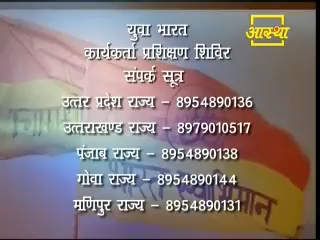 युवा भारत
आस्था
कार्यकर्ता प्रशिक्षण शिविर
संपर्क सूत्र
उत्तर प्रदेश राज्य – 8954890136
उत्तराखण्ड राज्य – 8979010517
पंजाब राज्य – 8954890138
गोवा राज्य – 8954890144
मणिपुर राज्य – 8954890131